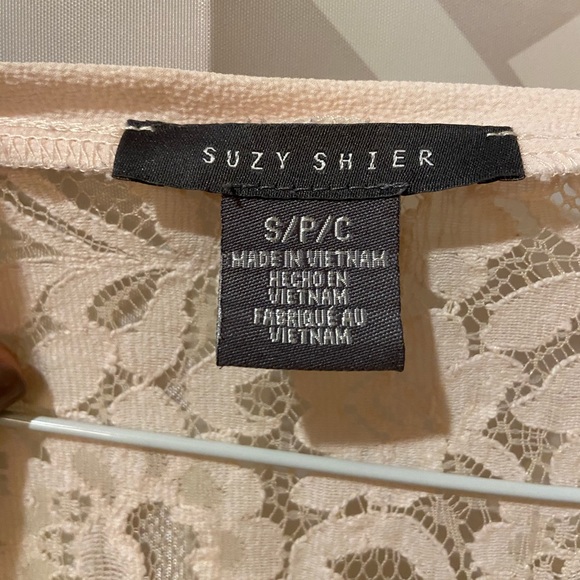 SUZY SHIER
S/P/C
MADE IN VIETNAM
HECHO EN
VIETNAM
FABRIQUÉ AU
VIETNAM